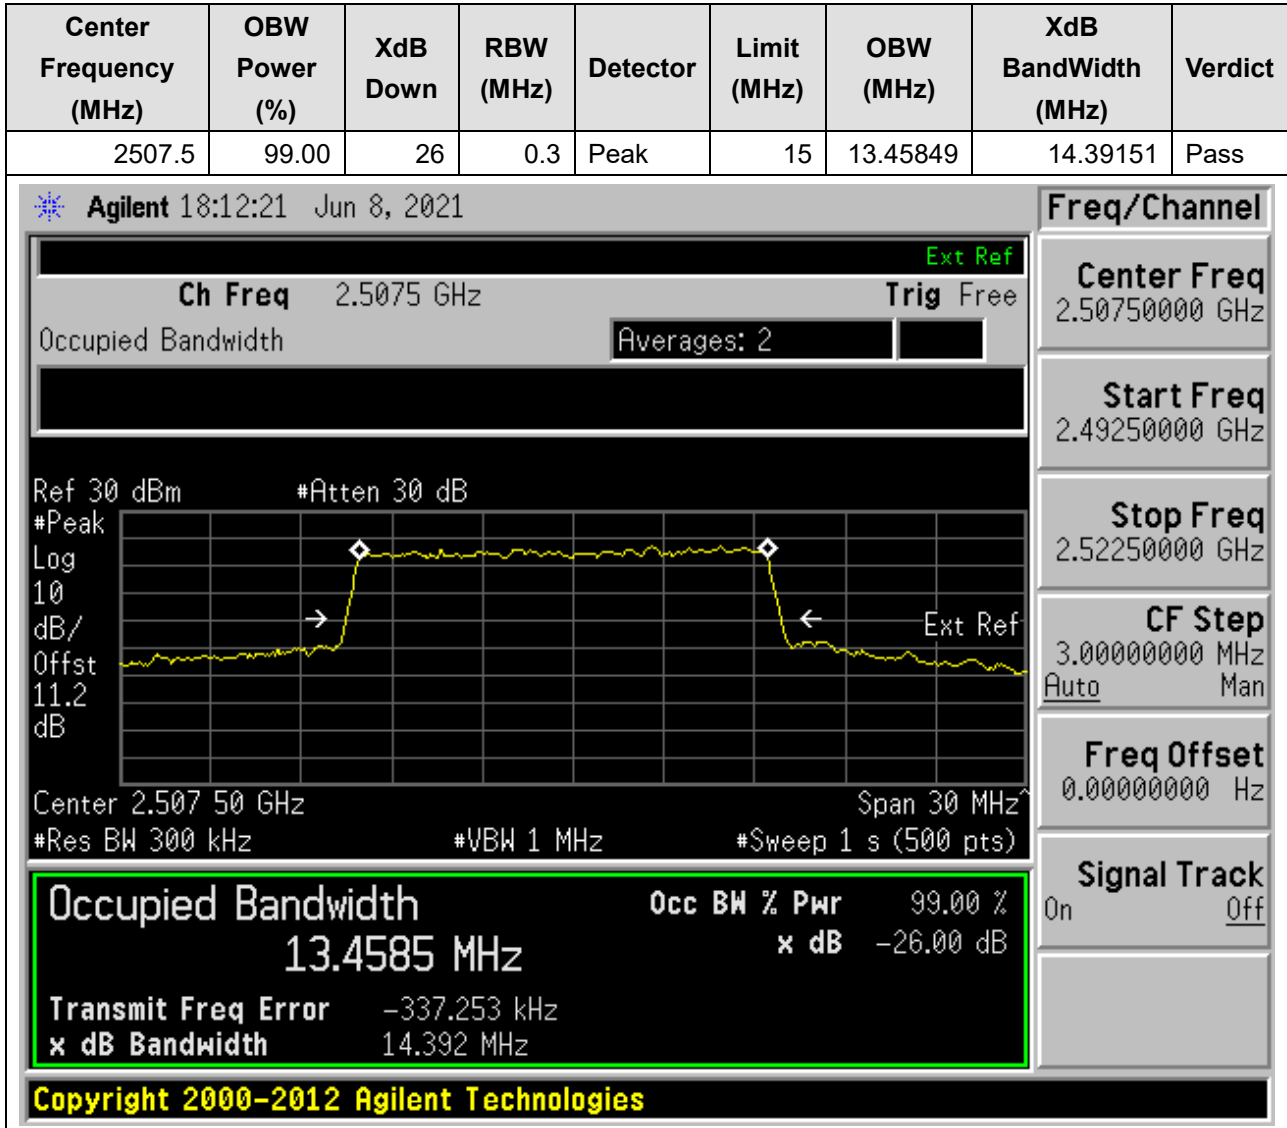 Center Frequency (MHz) OBW Power (%) XdB Down RBW (MHz) Detector Limit (MHz) OBW (MHz) XdB BandWidth (MHz) Verdict
2507.5 99.00 26 0.3 Peak 15 13.45849 14.39151 Pass
Agilent 18:12:21 Jun 8, 2021
Freq/Channel
Ext Ref
Ch Freq 2.5075 GHz Trig Free
Occupied Bandwidth Averages: 2
Center Freq
2.50750000 GHz
Start Freq
2.49250000 GHz
Stop Freq
2.52250000 GHz
CF Step
3.00000000 MHz
Auto Man
Freq Offset
0.00000000 Hz
Signal Track
On Off
Ref 30 dBm #Atten 30 dB
#Peak
Log
10
dB/
Offst
11.2
dB
Ext Ref
Center 2.507 50 GHz Span 30 MHz^
#Res BW 300 kHz #VBW 1 MHz #Sweep 1 s (500 pts)
Occupied Bandwidth
13.4585 MHz
Occ BW % Pwr 99.00 %
x dB -26.00 dB
Transmit Freq Error -337.253 kHz
x dB Bandwidth 14.392 MHz
Copyright 2000-2012 Agilent Technologies